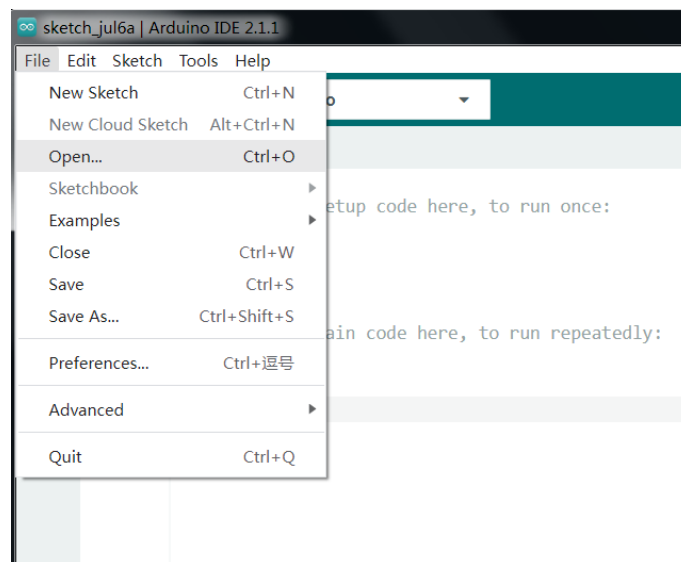 sketch_jul6a | Arduino IDE 2.1.1
File Edit Sketch Tools Help
New Sketch Ctrl+N
New Cloud Sketch Alt+Ctrl+N
Open... Ctrl+O
Sketchbook
Examples
Close Ctrl+W
Save Ctrl+S
Save As... Ctrl+Shift+S
Preferences... Ctrl+逗号
Advanced
Quit Ctrl+Q
o
etup code here, to run once:
ain code here, to run repeatedly: